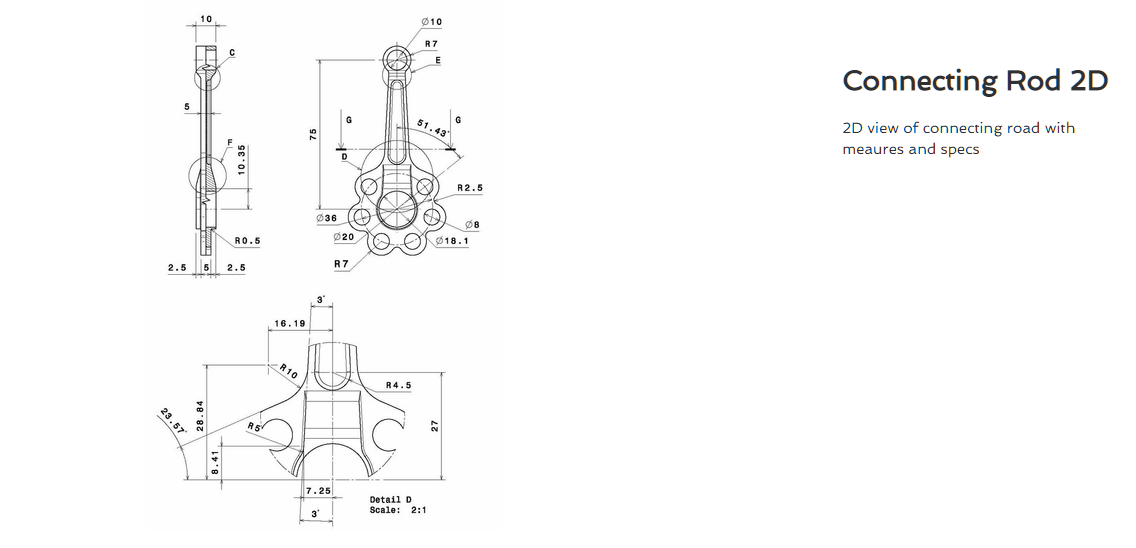 10
C
5
F
10.35
R0.5
2.5 5 2.5
Ø10
R7
E
75
G
G
51.43°
D
R2.5
Ø36
Ø8
Ø20
Ø18.1
R7
3°
16.19
R10
R4.5
23.57°
28.84
R5
27
8.41
7.25
3°
Detail D
Scale: 2:1
Connecting Rod 2D
2D view of connecting road with
meaures and specs